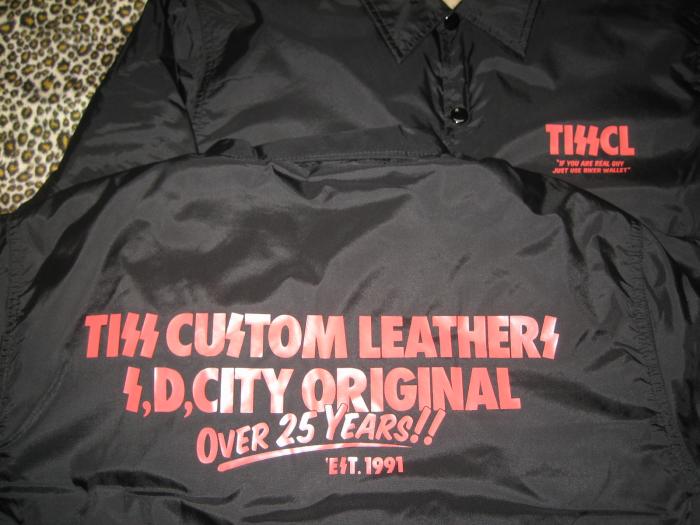 TISSCL
"IF YOU ARE REAL GUY
JUST USE BIKER WALLET"
TISS CUSTOM LEATHERS
S,D,CITY ORIGINAL
OVER 25 YEARS!!
'EST. 1991